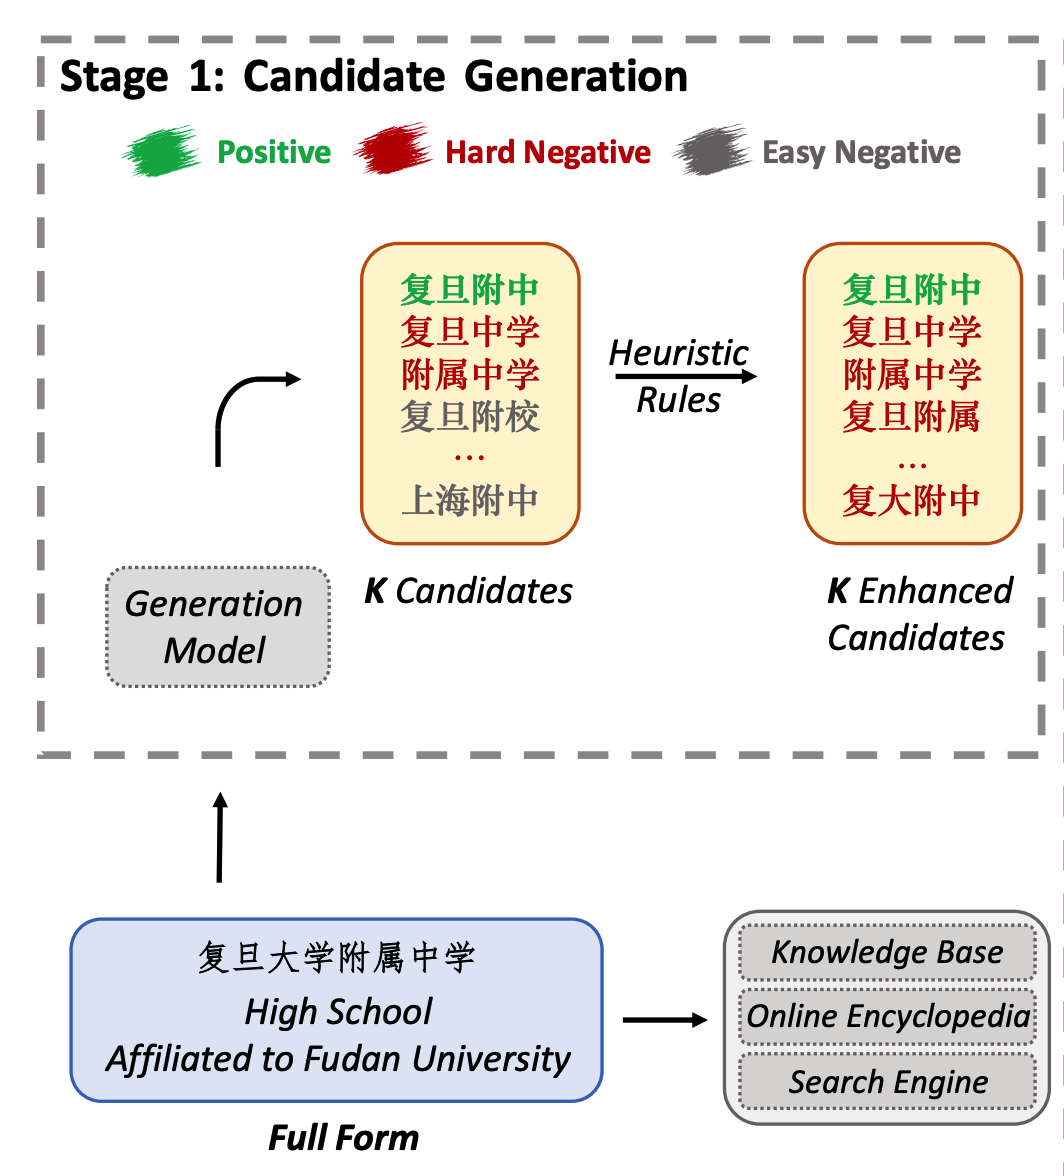 Stage 1: Candidate Generation
Positive
Hard Negative
Easy Negative
复旦附中
复旦中学
附属中学
复旦附校
...
上海附中
K Candidates
Heuristic
Rules
复旦附中
复旦中学
附属中学
复旦附属
...
复大附中
K Enhanced
Candidates
Generation
Model
复旦大学附属中学
High School
Affiliated to Fudan University
Full Form
Knowledge Base
Online Encyclopedia
Search Engine